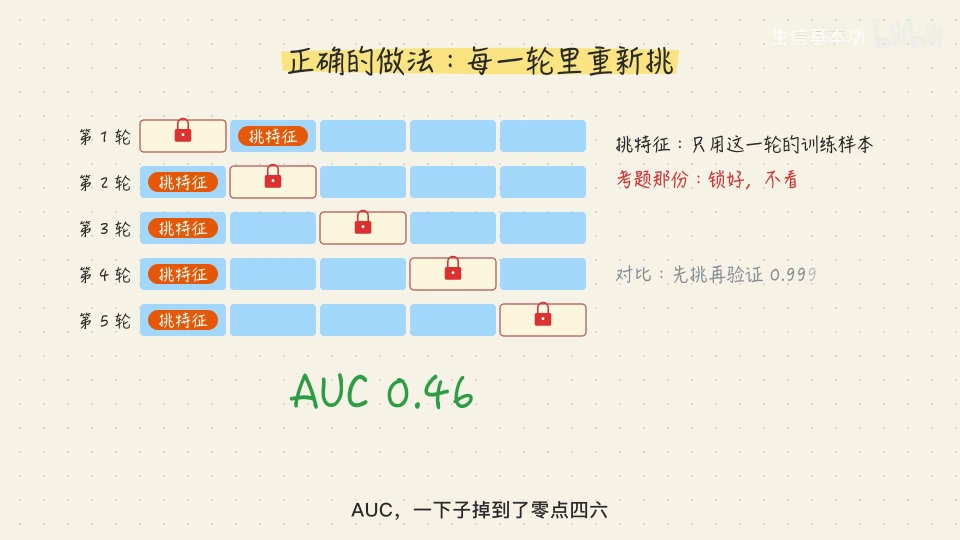 生信基本功 bilibili
正确的做法：每一轮里重新挑
第 1 轮 挑特征
第 2 轮 挑特征
第 3 轮 挑特征
第 4 轮 挑特征
第 5 轮 挑特征
挑特征：只用这一轮的训练样本
考题那份：锁好，不看
对比：先挑再验证 0.999
AUC 0.46
AUC，一下子掉到了零点四六